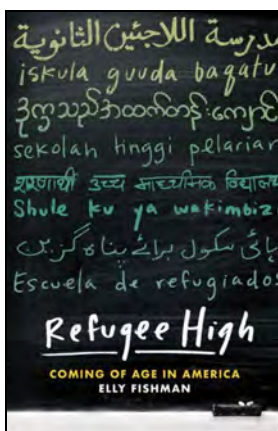 مدرسة اللاجئين الثانوية
iskula guuda baqatu
ဒုက္ခသည်အထက်တန်းကျောင်
sekolah tinggi pelarian
शरणार्थी उच्च माध्यमिक विद्यालय
Shule ku ya wakimbiz
ہائی سکول برائے پناہ گزین
Escuela de refugiados
Refugee High
COMING OF AGE IN AMERICA
ELLY FISHMAN